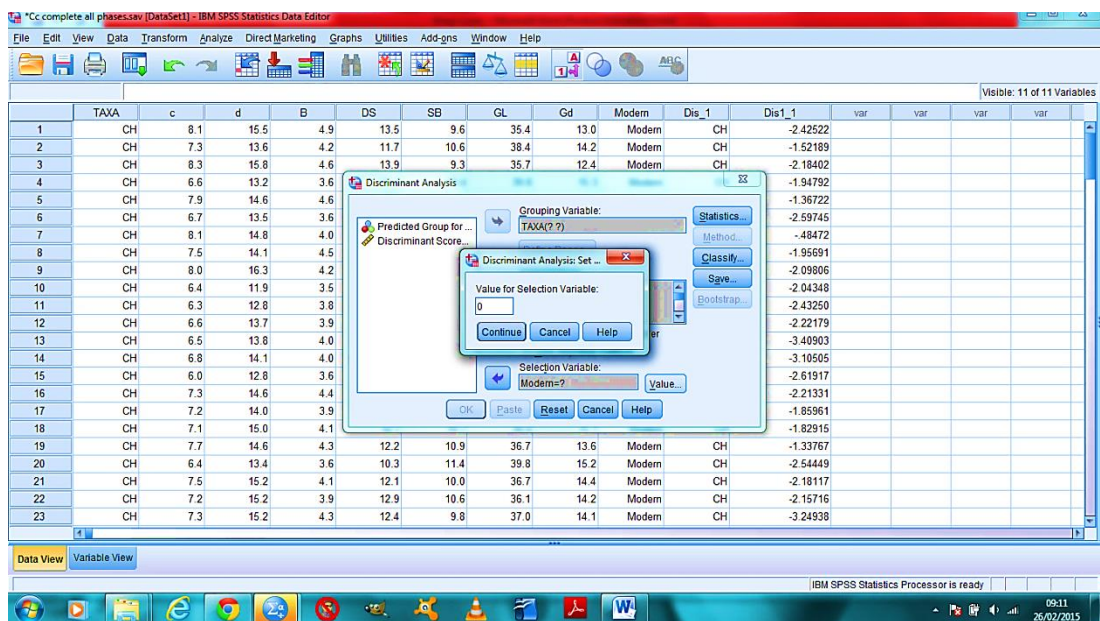 *Cc complete all phases.sav [DataSet1] - IBM SPSS Statistics Data Editor
File Edit View Data Transform Analyze Direct Marketing Graphs Utilities Add-ons Window Help
Visible: 11 of 11 Variables
TAXA c d B DS SB GL Gd Modern Dis_1 Dis1_1 var var var var
1 CH 8.1 15.5 4.9 13.5 9.6 35.4 13.0 Modern CH -2.42522
2 CH 7.3 13.6 4.2 11.7 10.6 38.4 14.2 Modern CH -1.52189
3 CH 8.3 15.8 4.6 13.9 9.3 35.7 12.4 Modern CH -2.18402
4 CH 6.6 13.2 3.6 -1.94792
5 CH 7.9 14.6 4.6 -1.36722
6 CH 6.7 13.5 3.6 -2.59745
7 CH 8.1 14.8 4.0 -.48472
8 CH 7.5 14.1 4.5 -1.95691
9 CH 8.0 16.3 4.2 -2.09806
10 CH 6.4 11.9 3.5 -2.04348
11 CH 6.3 12.8 3.8 -2.43250
12 CH 6.6 13.7 3.9 -2.22179
13 CH 6.5 13.8 4.0 -3.40903
14 CH 6.8 14.1 4.0 -3.10505
15 CH 6.0 12.8 3.6 -2.61917
16 CH 7.3 14.6 4.4 -2.21331
17 CH 7.2 14.0 3.9 -1.85961
18 CH 7.1 15.0 4.1 -1.82915
19 CH 7.7 14.6 4.3 12.2 10.9 36.7 13.6 Modern CH -1.33767
20 CH 6.4 13.4 3.6 10.3 11.4 39.8 15.2 Modern CH -2.54449
21 CH 7.5 15.2 4.1 12.1 10.0 36.7 14.4 Modern CH -2.18117
22 CH 7.2 15.2 3.9 12.9 10.6 36.1 14.2 Modern CH -2.15716
23 CH 7.3 15.2 4.3 12.4 9.8 37.0 14.1 Modern CH -3.24938
Discriminant Analysis
Predicted Group for ...
Discriminant Score...
Grouping Variable:
TAXA(? ?)
Statistics...
Method...
Classify...
Save...
Bootstrap...
Discriminant Analysis: Set ...
Value for Selection Variable:
0
Continue Cancel Help
Selection Variable:
Modern=?
Value...
OK Paste Reset Cancel Help
Data View Variable View
IBM SPSS Statistics Processor is ready
09:11
26/02/2015